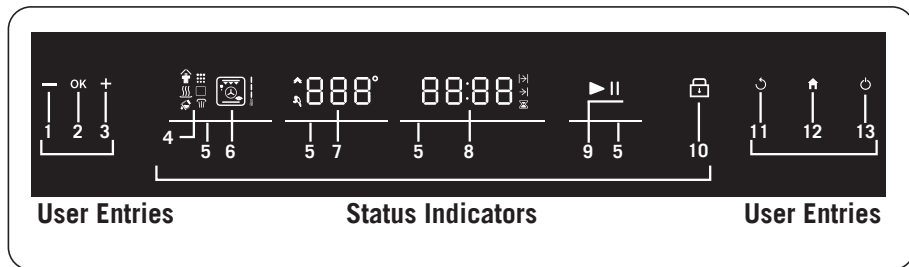 OK
888° 88:88
1 2 3 4 5 6 5 7 5 8 9 5 10 11 12 13
User Entries Status Indicators User Entries